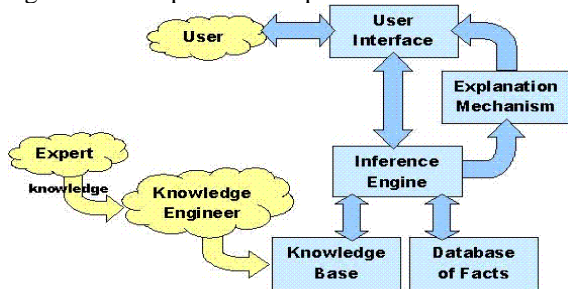 User
User
Interface
Explanation
Mechanism
Expert
knowledge
Inference
Engine
Knowledge
Engineer
Knowledge
Base
Database
of Facts